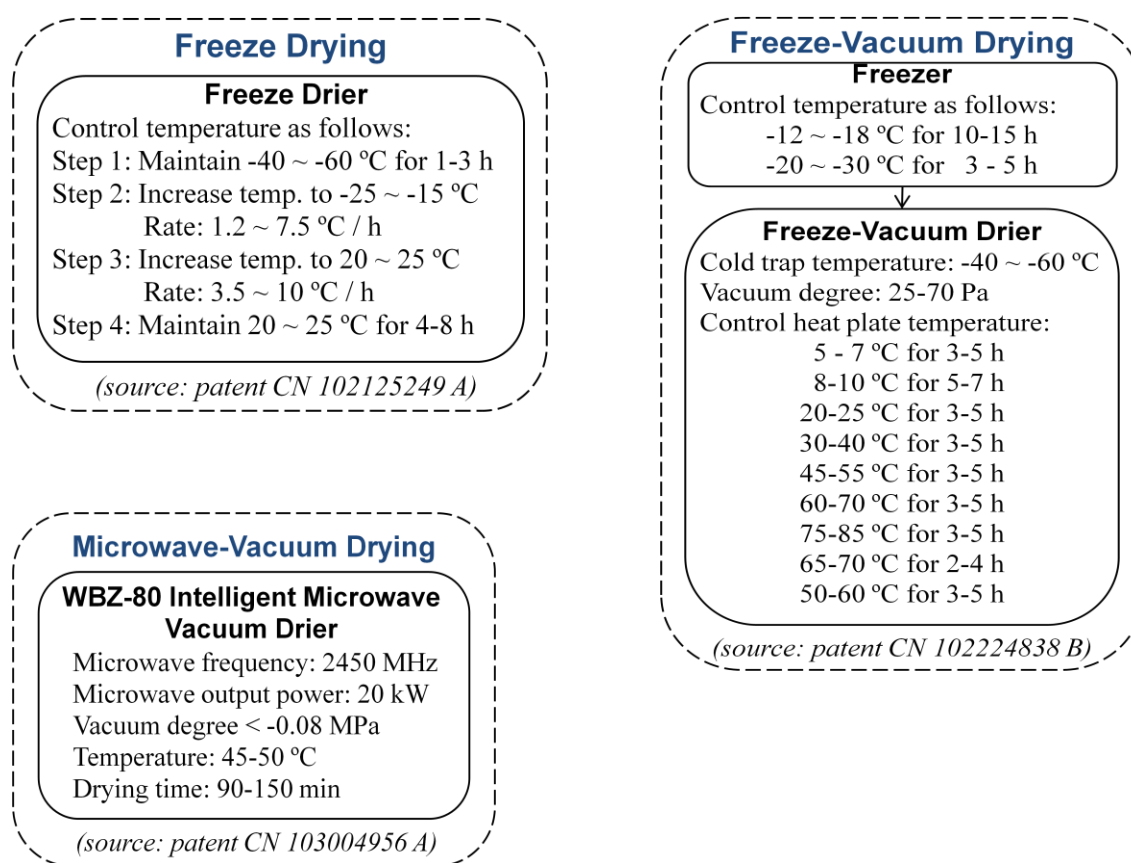 Freeze Drying
Freeze Drier
Control temperature as follows:
Step 1: Maintain -40 ~ -60 ºC for 1-3 h
Step 2: Increase temp. to -25 ~ -15 ºC
Rate: 1.2 ~ 7.5 ºC / h
Step 3: Increase temp. to 20 ~ 25 ºC
Rate: 3.5 ~ 10 ºC / h
Step 4: Maintain 20 ~ 25 ºC for 4-8 h
(source: patent CN 102125249 A)
Microwave-Vacuum Drying
WBZ-80 Intelligent Microwave
Vacuum Drier
Microwave frequency: 2450 MHz
Microwave output power: 20 kW
Vacuum degree < -0.08 MPa
Temperature: 45-50 ºC
Drying time: 90-150 min
(source: patent CN 103004956 A)
Freeze-Vacuum Drying
Freezer
Control temperature as follows:
-12 ~ -18 ºC for 10-15 h
-20 ~ -30 ºC for 3 - 5 h
Freeze-Vacuum Drier
Cold trap temperature: -40 ~ -60 ºC
Vacuum degree: 25-70 Pa
Control heat plate temperature:
5 - 7 ºC for 3-5 h
8-10 ºC for 5-7 h
20-25 ºC for 3-5 h
30-40 ºC for 3-5 h
45-55 ºC for 3-5 h
60-70 ºC for 3-5 h
75-85 ºC for 3-5 h
65-70 ºC for 2-4 h
50-60 ºC for 3-5 h
(source: patent CN 102224838 B)